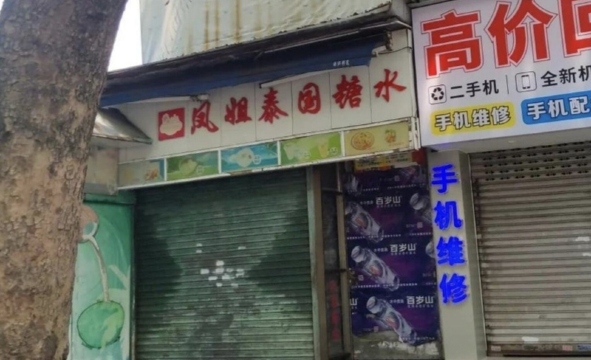 凤姐泰国糖水
高价回
二手机
全新机
手机维修
手机配
手机维修
百岁山
百岁山
百岁山